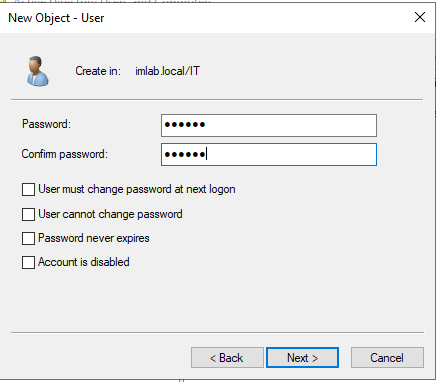 New Object - User
Create in: imlab.local/IT
Password: ●●●●●●
Confirm password: ●●●●●●
User must change password at next logon
User cannot change password
Password never expires
Account is disabled
< Back Next > Cancel